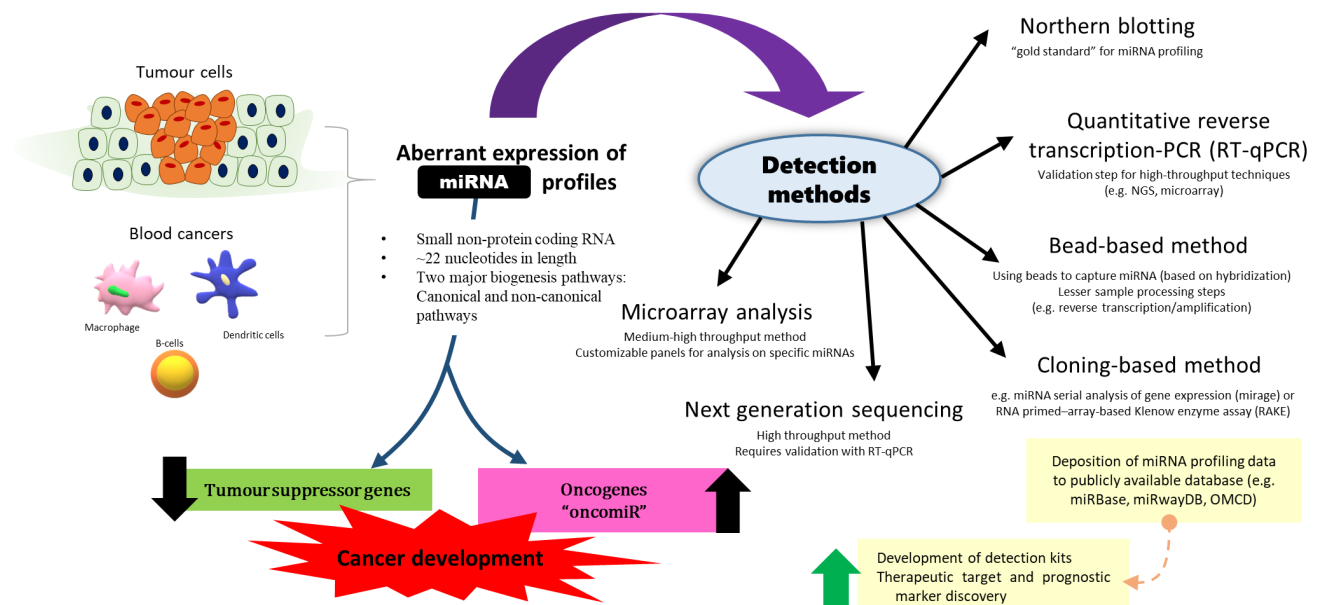 Tumour cells
Blood cancers
Macrophage
Dendritic cells
B-cells
Aberrant expression of
miRNA profiles
• Small non-protein coding RNA
• ~22 nucleotides in length
• Two major biogenesis pathways:
Canonical and non-canonical
pathways
Tumour suppressor genes
Oncogenes
"oncomiR"
Cancer development
Detection
methods
Northern blotting
"gold standard" for miRNA profiling
Quantitative reverse
transcription-PCR (RT-qPCR)
Validation step for high-throughput techniques
(e.g. NGS, microarray)
Bead-based method
Using beads to capture miRNA (based on hybridization)
Lesser sample processing steps
(e.g. reverse transcription/amplification)
Cloning-based method
e.g. miRNA serial analysis of gene expression (mirage) or
RNA primed–array-based Klenow enzyme assay (RAKE)
Microarray analysis
Medium-high throughput method
Customizable panels for analysis on specific miRNAs
Next generation sequencing
High throughput method
Requires validation with RT-qPCR
Deposition of miRNA profiling data
to publicly available database (e.g.
miRBase, miRwayDB, OMCD)
Development of detection kits
Therapeutic target and prognostic
marker discovery